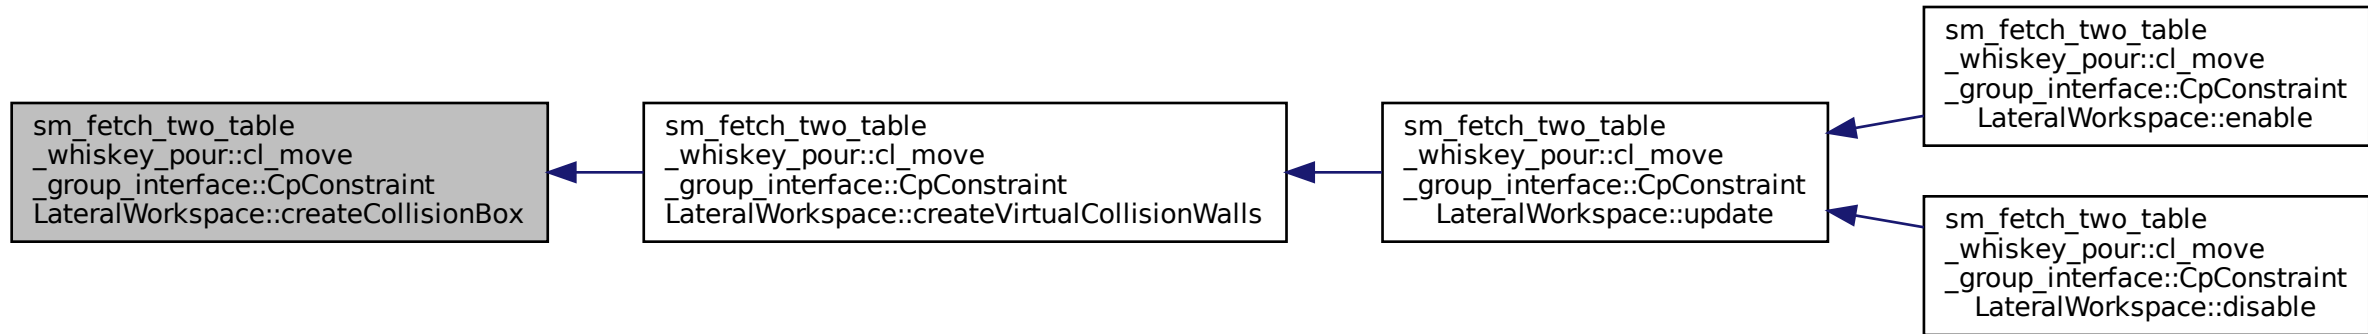 sm_fetch_two_table
_whiskey_pour::cl_move
_group_interface::CpConstraint
LateralWorkspace::createCollisionBox
sm_fetch_two_table
_whiskey_pour::cl_move
_group_interface::CpConstraint
LateralWorkspace::createVirtualCollisionWalls
sm_fetch_two_table
_whiskey_pour::cl_move
_group_interface::CpConstraint
LateralWorkspace::update
sm_fetch_two_table
_whiskey_pour::cl_move
_group_interface::CpConstraint
LateralWorkspace::enable
sm_fetch_two_table
_whiskey_pour::cl_move
_group_interface::CpConstraint
LateralWorkspace::disable